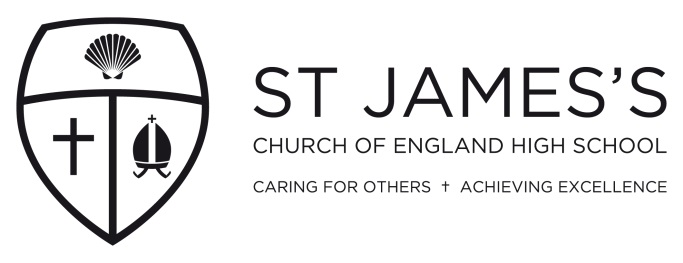 ST JAMES’S
CHURCH OF ENGLAND HIGH SCHOOL
CARING FOR OTHERS † ACHIEVING EXCELLENCE